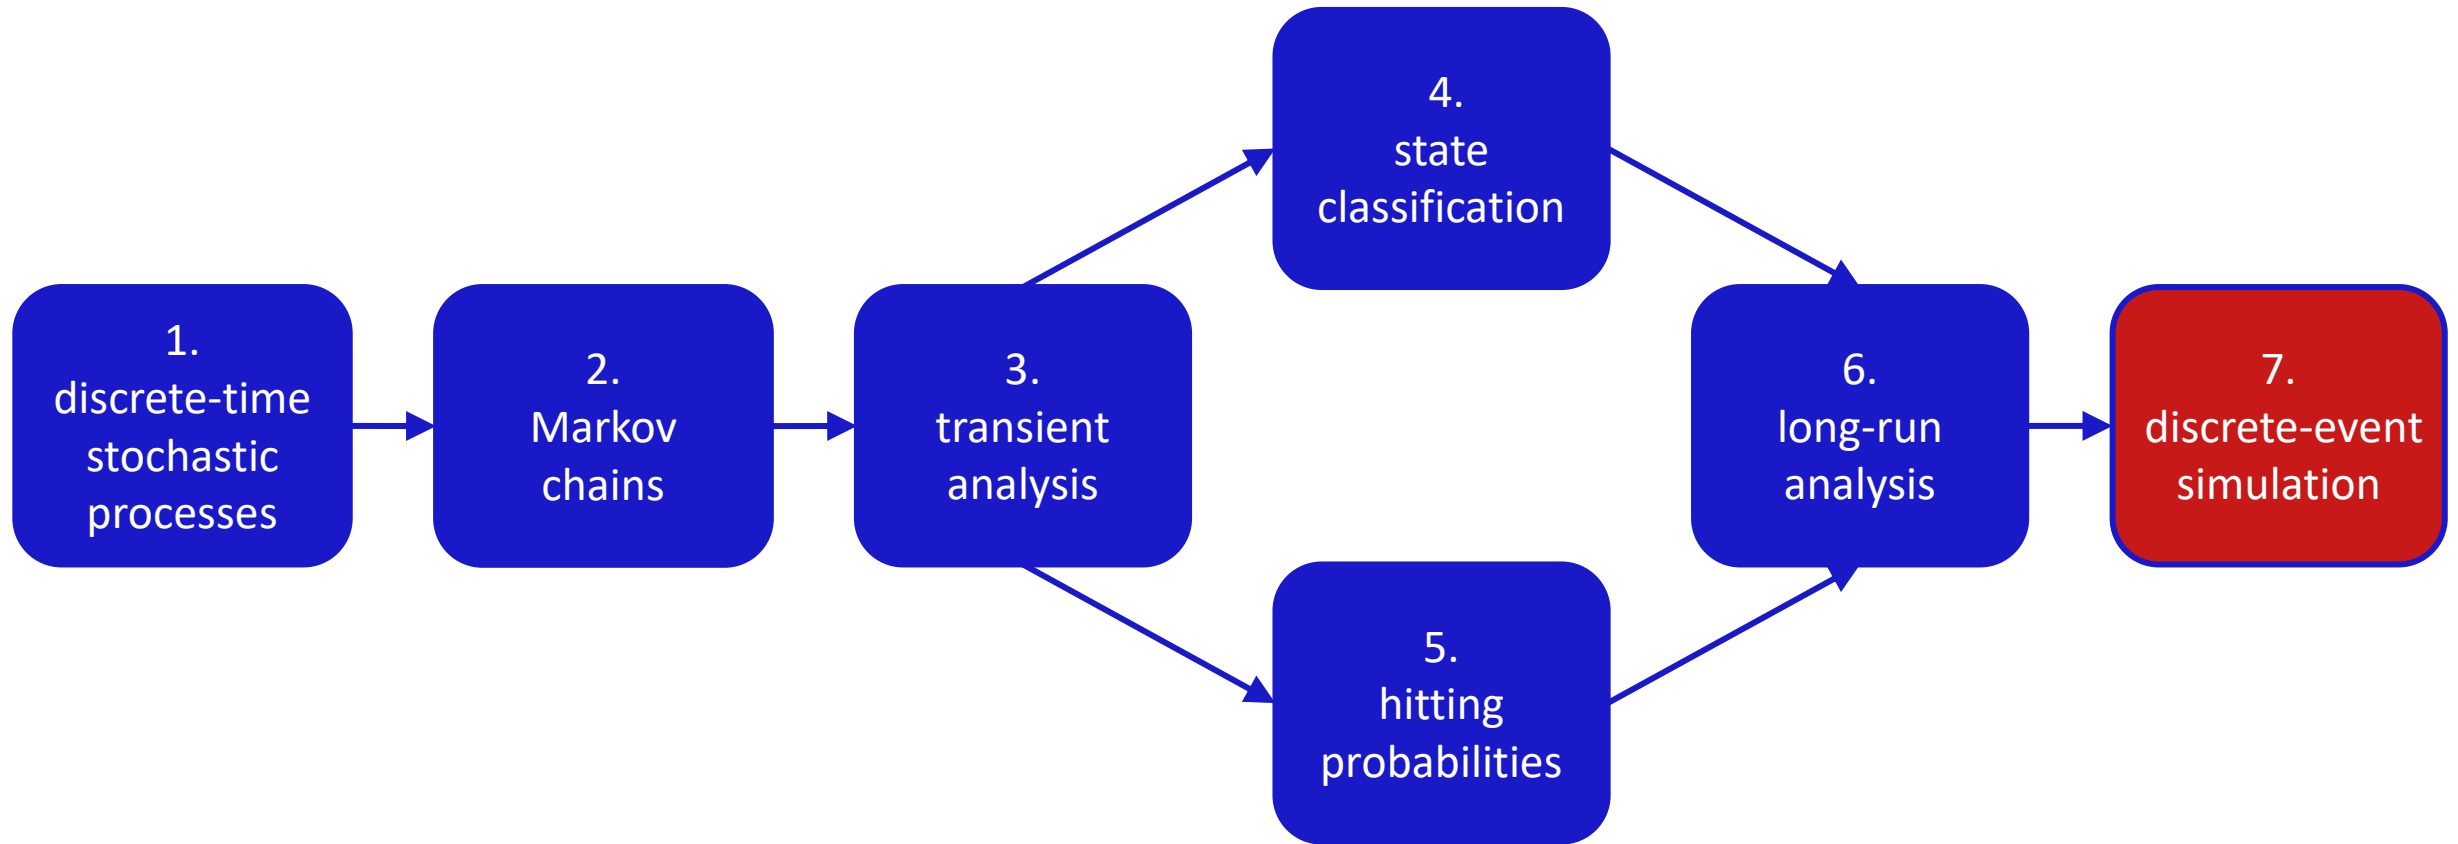 1.
discrete-time
stochastic
processes
2.
Markov
chains
3.
transient
analysis
4.
state
classification
5.
hitting
probabilities
6.
long-run
analysis
7.
discrete-event
simulation